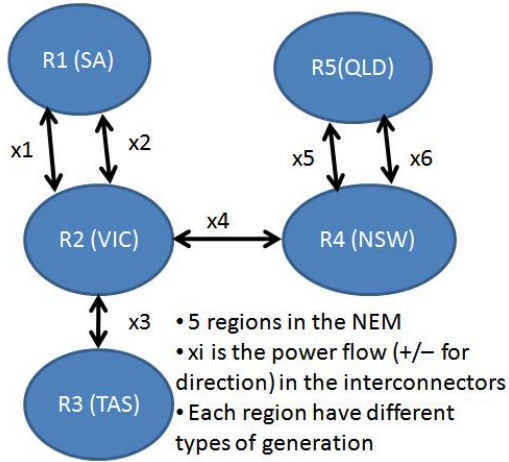 R1 (SA)
R5(QLD)
x1
x2
x5
x6
R2 (VIC)
x4
R4 (NSW)
x3
R3 (TAS)
• 5 regions in the NEM
• xi is the power flow (+/– for
direction) in the interconnectors
• Each region have different
types of generation